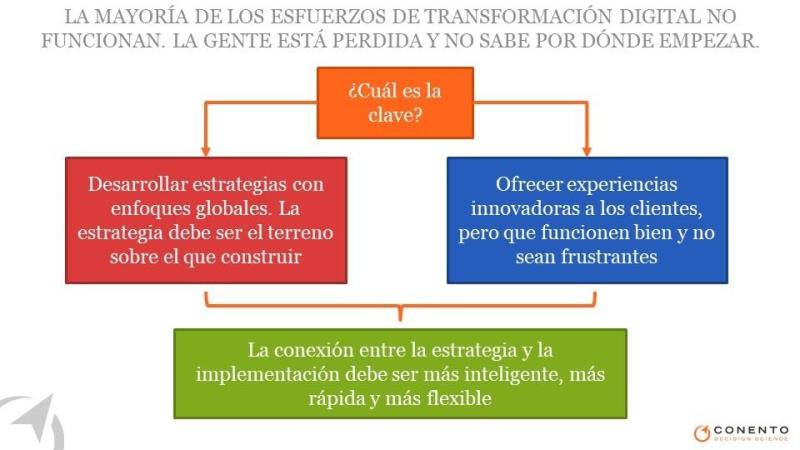 LA MAYORÍA DE LOS ESFUERZOS DE TRANSFORMACIÓN DIGITAL NO
FUNCIONAN. LA GENTE ESTÁ PERDIDA Y NO SABE POR DÓNDE EMPEZAR.
¿Cuál es la
clave?
Desarrollar estrategias con
enfoques globales. La
estrategia debe ser el terreno
sobre el que construir
Ofrecer experiencias
innovadoras a los clientes,
pero que funcionen bien y no
sean frustrantes
La conexión entre la estrategia y la
implementación debe ser más inteligente, más
rápida y más flexible
CONENTO
DECISION SCIENCE